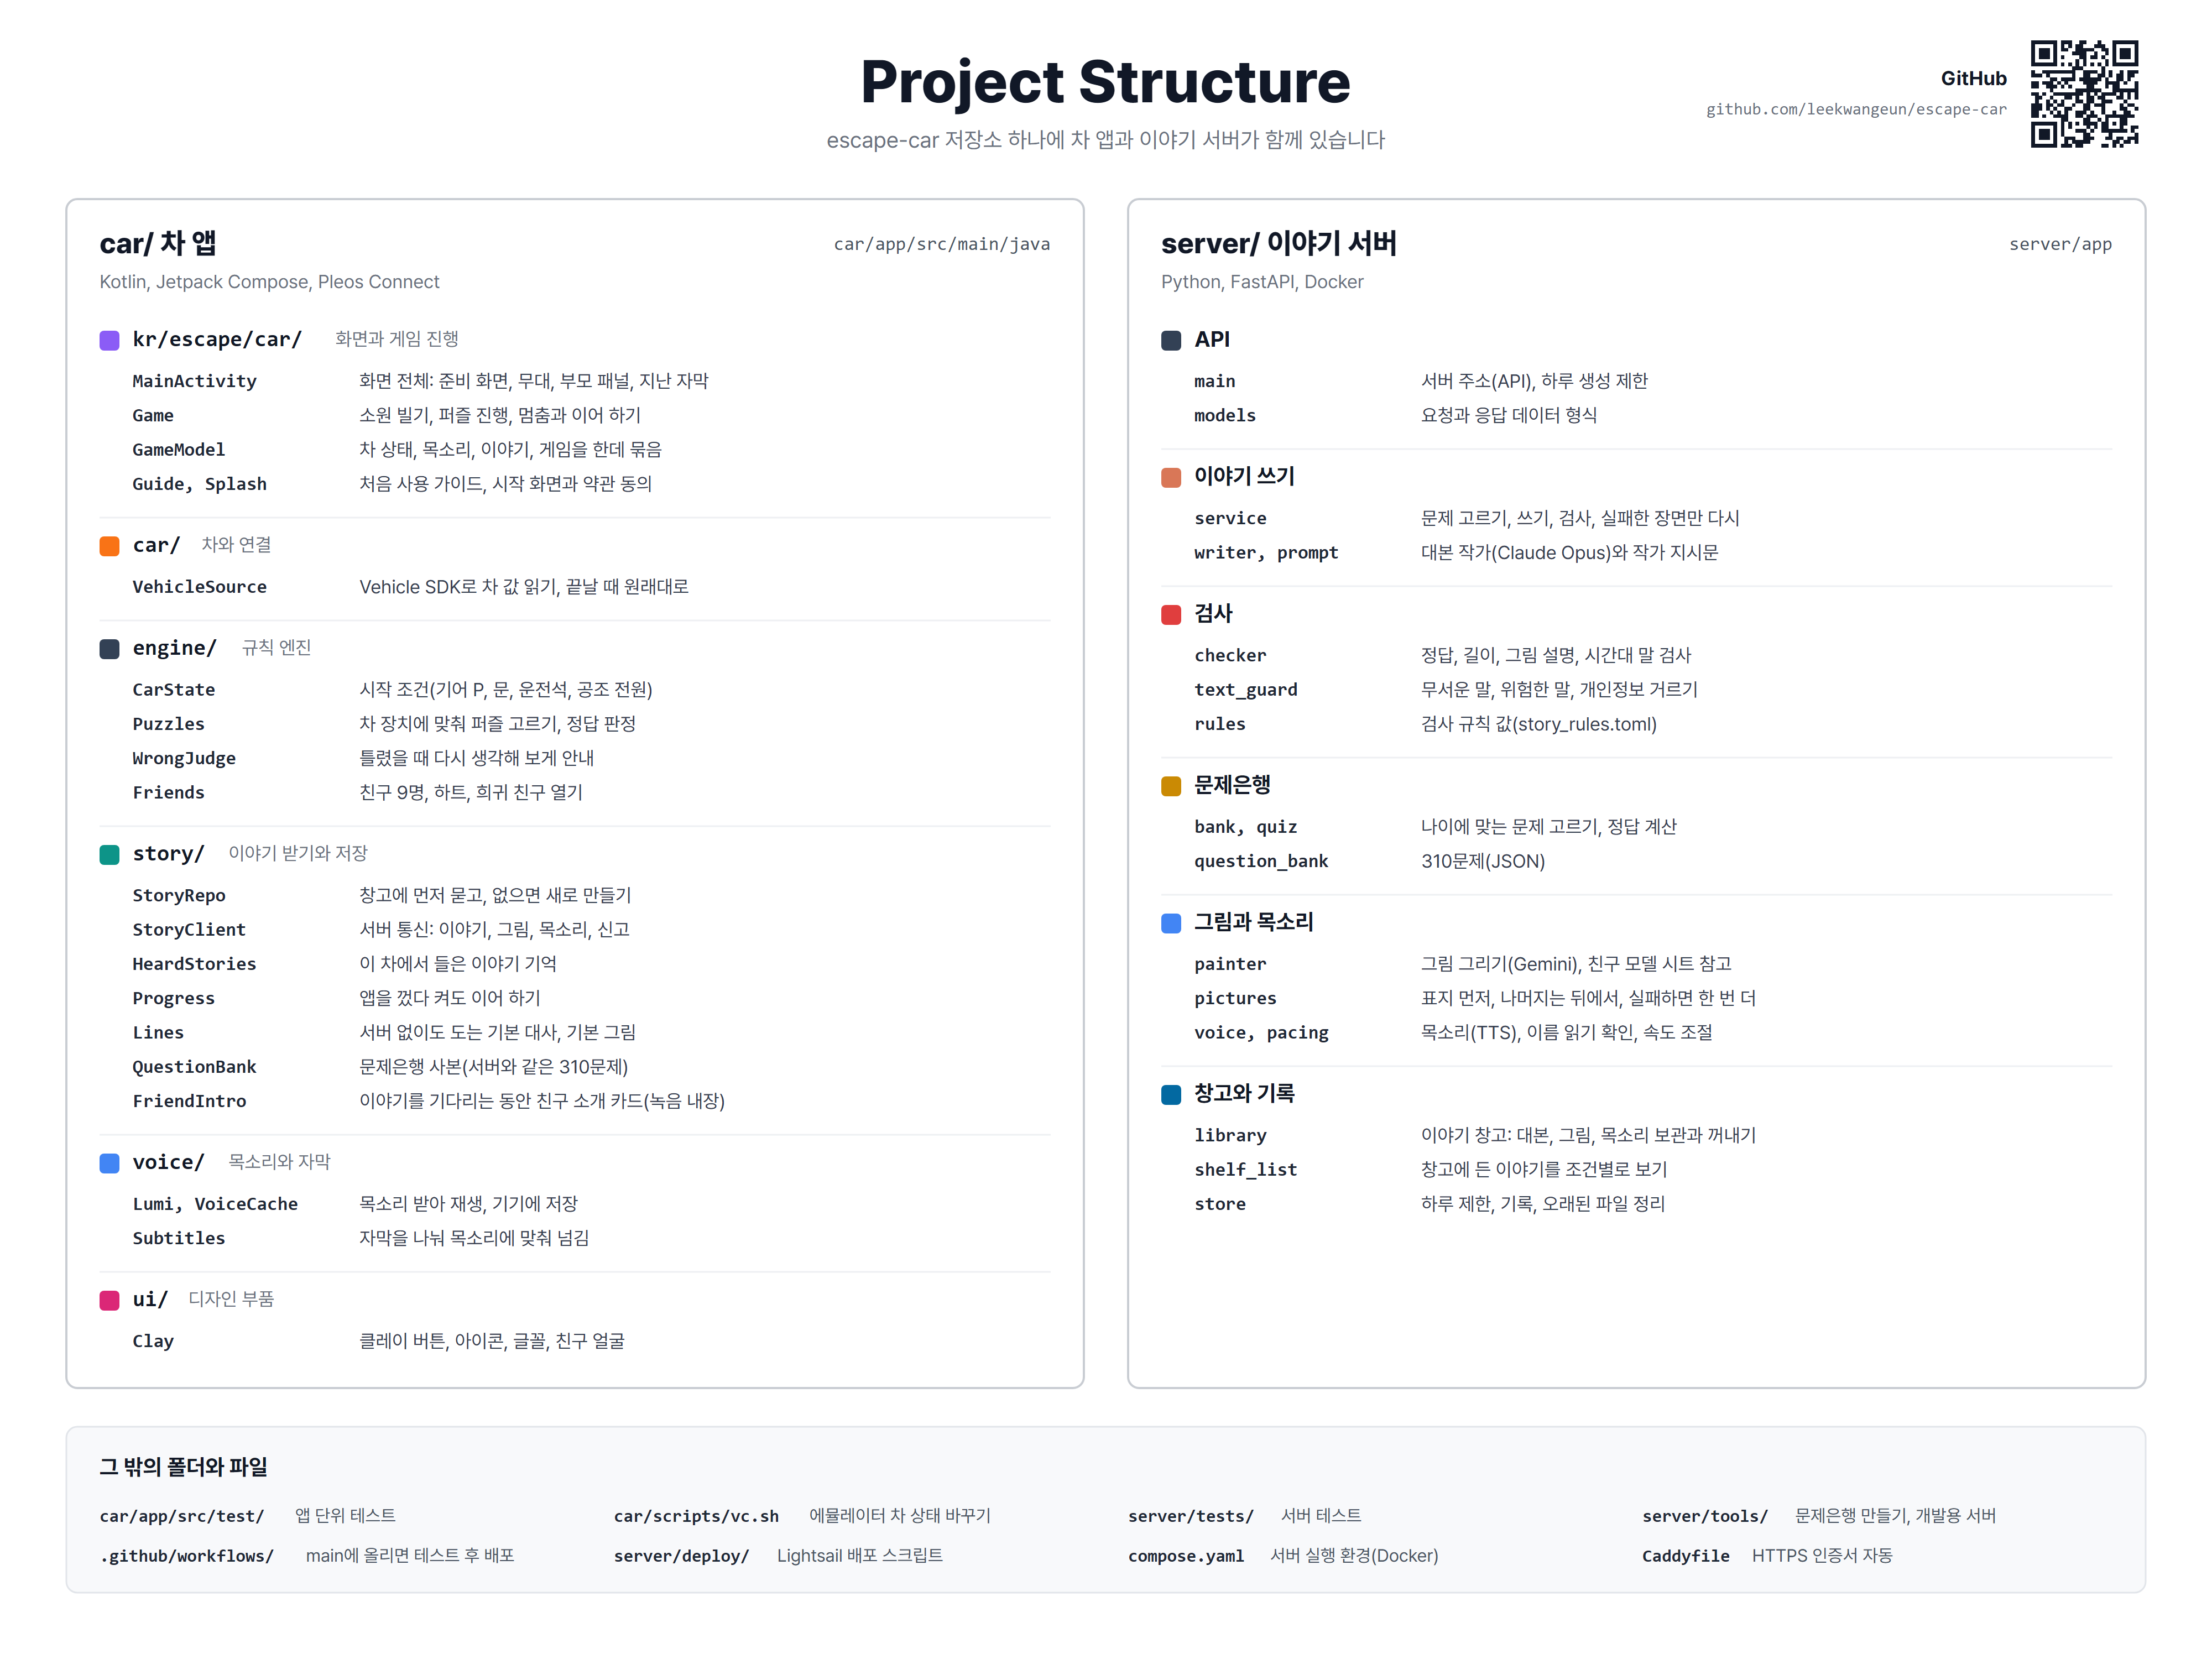 Project Structure
escape-car 저장소 하나에 차 앱과 이야기 서버가 함께 있습니다
GitHub
github.com/leekwangeun/escape-car
car/ 차 앱
car/app/src/main/java
Kotlin, Jetpack Compose, Pleos Connect
kr/escape/car/ 화면과 게임 진행
MainActivity 화면 전체: 준비 화면, 무대, 부모 패널, 지난 자막
Game 소원 빌기, 퍼즐 진행, 멈춤과 이어 하기
GameModel 차 상태, 목소리, 이야기, 게임을 한데 묶음
Guide, Splash 처음 사용 가이드, 시작 화면과 약관 동의
car/ 차와 연결
VehicleSource Vehicle SDK로 차 값 읽기, 끝날 때 원래대로
engine/ 규칙 엔진
CarState 시작 조건(기어 P, 문, 운전석, 공조 전원)
Puzzles 차 장치에 맞춰 퍼즐 고르기, 정답 판정
WrongJudge 틀렸을 때 다시 생각해 보게 안내
Friends 친구 9명, 하트, 희귀 친구 열기
story/ 이야기 받기와 저장
StoryRepo 창고에 먼저 묻고, 없으면 새로 만들기
StoryClient 서버 통신: 이야기, 그림, 목소리, 신고
HeardStories 이 차에서 들은 이야기 기억
Progress 앱을 껐다 켜도 이어 하기
Lines 서버 없이도 도는 기본 대사, 기본 그림
QuestionBank 문제은행 사본(서버와 같은 310문제)
FriendIntro 이야기를 기다리는 동안 친구 소개 카드(녹음 내장)
voice/ 목소리와 자막
Lumi, VoiceCache 목소리 받아 재생, 기기에 저장
Subtitles 자막을 나눠 목소리에 맞춰 넘김
ui/ 디자인 부품
Clay 클레이 버튼, 아이콘, 글꼴, 친구 얼굴
server/ 이야기 서버
server/app
Python, FastAPI, Docker
API
main 서버 주소(API), 하루 생성 제한
models 요청과 응답 데이터 형식
이야기 쓰기
service 문제 고르기, 쓰기, 검사, 실패한 장면만 다시
writer, prompt 대본 작가(Claude Opus)와 작가 지시문
검사
checker 정답, 길이, 그림 설명, 시간대 말 검사
text_guard 무서운 말, 위험한 말, 개인정보 거르기
rules 검사 규칙 값(story_rules.toml)
문제은행
bank, quiz 나이에 맞는 문제 고르기, 정답 계산
question_bank 310문제(JSON)
그림과 목소리
painter 그림 그리기(Gemini), 친구 모델 시트 참고
pictures 표지 먼저, 나머지는 뒤에서, 실패하면 한 번 더
voice, pacing 목소리(TTS), 이름 읽기 확인, 속도 조절
창고와 기록
library 이야기 창고: 대본, 그림, 목소리 보관과 꺼내기
shelf_list 창고에 든 이야기를 조건별로 보기
store 하루 제한, 기록, 오래된 파일 정리
그 밖의 폴더와 파일
car/app/src/test/ 앱 단위 테스트
car/scripts/vc.sh 에뮬레이터 차 상태 바꾸기
server/tests/ 서버 테스트
server/tools/ 문제은행 만들기, 개발용 서버
.github/workflows/ main에 올리면 테스트 후 배포
server/deploy/ Lightsail 배포 스크립트
compose.yaml 서버 실행 환경(Docker)
Caddyfile HTTPS 인증서 자동